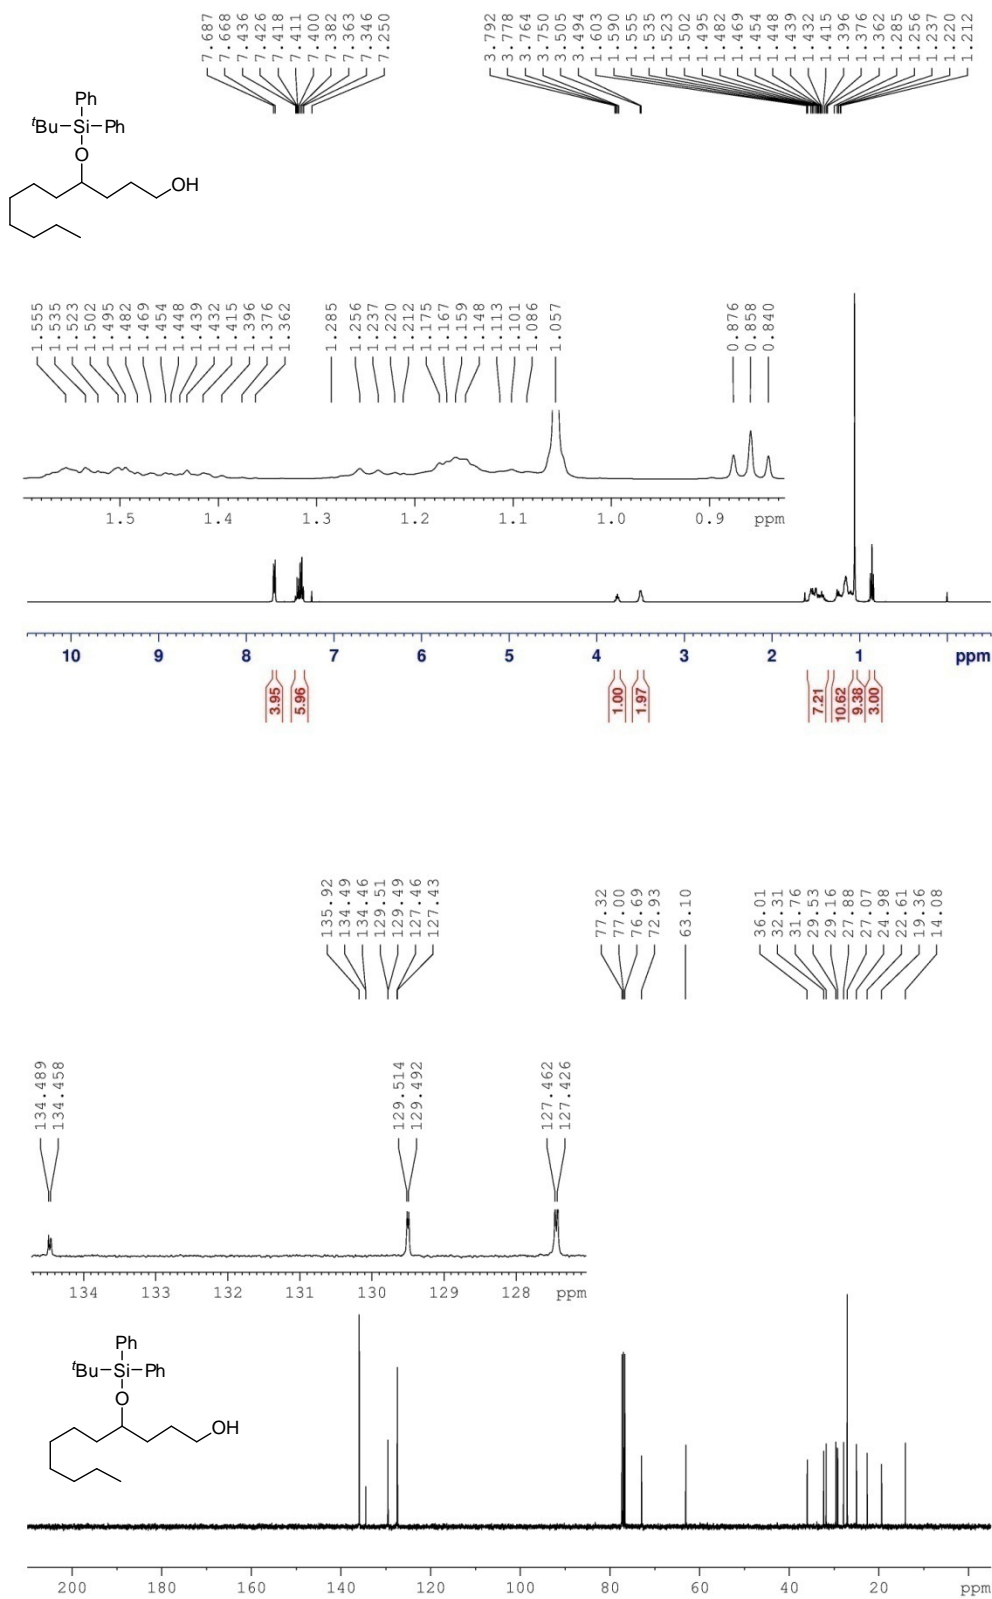 7.687 7.668 7.436 7.426 7.418 7.411 7.400 7.382 7.363 7.346 7.250
3.792 3.778 3.764 3.750 3.505 3.494 1.603 1.590 1.555 1.535 1.523 1.502 1.495 1.482 1.469 1.454 1.448 1.439 1.432 1.415 1.396 1.376 1.362 1.285 1.256 1.237 1.220 1.212
Ph
tBu Si Ph
O
OH
1.555 1.535 1.523 1.502 1.495 1.482 1.469 1.454 1.448 1.439 1.432 1.415 1.396 1.376 1.362 1.285 1.256 1.237 1.220 1.212 1.175 1.167 1.159 1.148 1.113 1.101 1.086 1.057 0.876 0.858 0.840
1.5 1.4 1.3 1.2 1.1 1.0 0.9 ppm
10 9 8 7 6 5 4 3 2 1 ppm
3.95 5.96 1.00 1.97 7.21 10.62 9.38 3.00
135.92 134.49 134.46 129.51 129.49 127.46 127.43
77.32 77.00 76.69 72.93 63.10
36.01 32.31 31.76 29.53 29.16 27.88 27.07 24.98 22.61 19.36 14.08
134.489 134.458 129.514 129.492 127.462 127.426
134 133 132 131 130 129 128 ppm
Ph
tBu Si Ph
O
OH
200 180 160 140 120 100 80 60 40 20 ppm